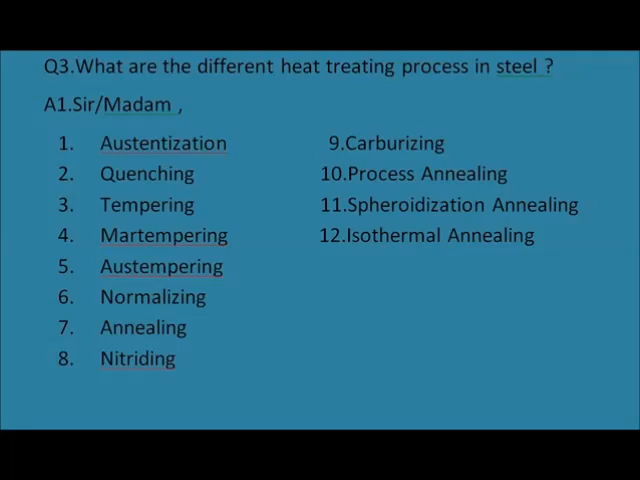 Q3.What are the different heat treating process in steel ?
A1.Sir/Madam ,
1. Austentization
2. Quenching
3. Tempering
4. Martempering
5. Austempering
6. Normalizing
7. Annealing
8. Nitriding
9.Carburizing
10.Process Annealing
11.Spheroidization Annealing
12.Isothermal Annealing